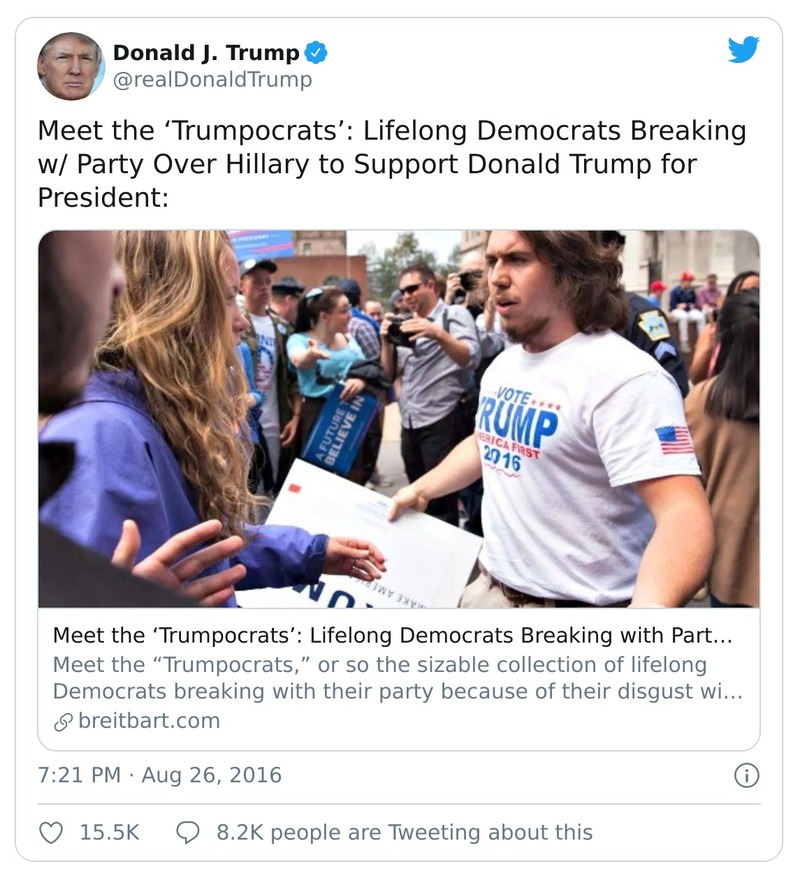 Donald J. Trump
@realDonaldTrump
Meet the ‘Trumpocrats’: Lifelong Democrats Breaking
w/ Party Over Hillary to Support Donald Trump for
President:
A FUTURE
BELIEVE IN
VOTE
TRUMP
AMERICA FIRST
2016
MAKE AMERICA
Meet the ‘Trumpocrats’: Lifelong Democrats Breaking with Part...
Meet the “Trumpocrats,” or so the sizable collection of lifelong
Democrats breaking with their party because of their disgust wi...
breitbart.com
7:21 PM · Aug 26, 2016
15.5K
8.2K people are Tweeting about this